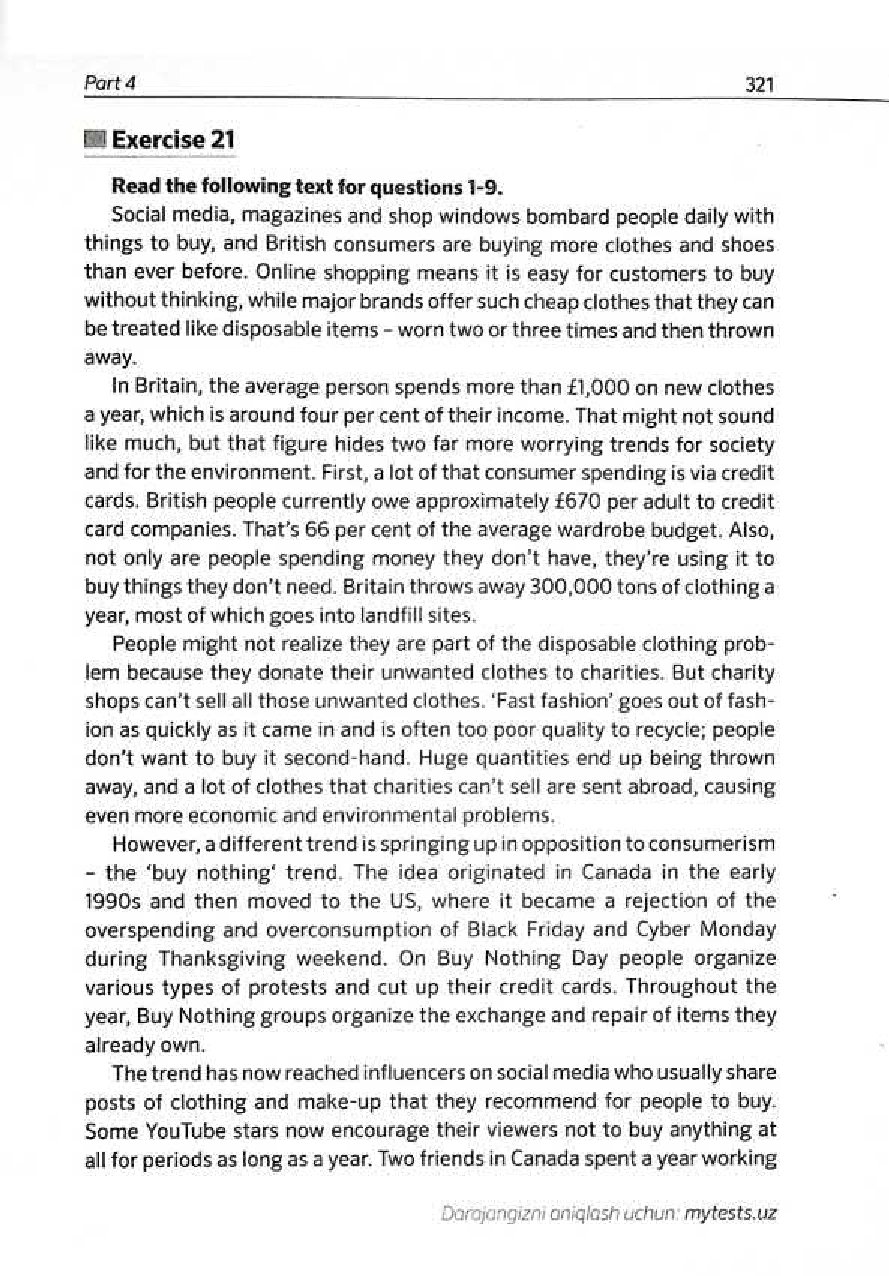 Part 4 321
Exercise 21
Read the following text for questions 1-9.
Social media, magazines and shop windows bombard people daily with
things to buy, and British consumers are buying more clothes and shoes
than ever before. Online shopping means it is easy for customers to buy
without thinking, while major brands offer such cheap clothes that they can
be treated like disposable items – worn two or three times and then thrown
away.
In Britain, the average person spends more than £1,000 on new clothes
a year, which is around four per cent of their income. That might not sound
like much, but that figure hides two far more worrying trends for society
and for the environment. First, a lot of that consumer spending is via credit
cards. British people currently owe approximately £670 per adult to credit
card companies. That's 66 per cent of the average wardrobe budget. Also,
not only are people spending money they don't have, they're using it to
buy things they don't need. Britain throws away 300,000 tons of clothing a
year, most of which goes into landfill sites.
People might not realize they are part of the disposable clothing prob-
lem because they donate their unwanted clothes to charities. But charity
shops can't sell all those unwanted clothes. 'Fast fashion' goes out of fash-
ion as quickly as it came in and is often too poor quality to recycle; people
don't want to buy it second-hand. Huge quantities end up being thrown
away, and a lot of clothes that charities can't sell are sent abroad, causing
even more economic and environmental problems.
However, a different trend is springing up in opposition to consumerism
– the 'buy nothing' trend. The idea originated in Canada in the early
1990s and then moved to the US, where it became a rejection of the
overspending and overconsumption of Black Friday and Cyber Monday
during Thanksgiving weekend. On Buy Nothing Day people organize
various types of protests and cut up their credit cards. Throughout the
year, Buy Nothing groups organize the exchange and repair of items they
already own.
The trend has now reached influencers on social media who usually share
posts of clothing and make-up that they recommend for people to buy.
Some YouTube stars now encourage their viewers not to buy anything at
all for periods as long as a year. Two friends in Canada spent a year working
Darajangizni aniqlash uchun: mytests.uz